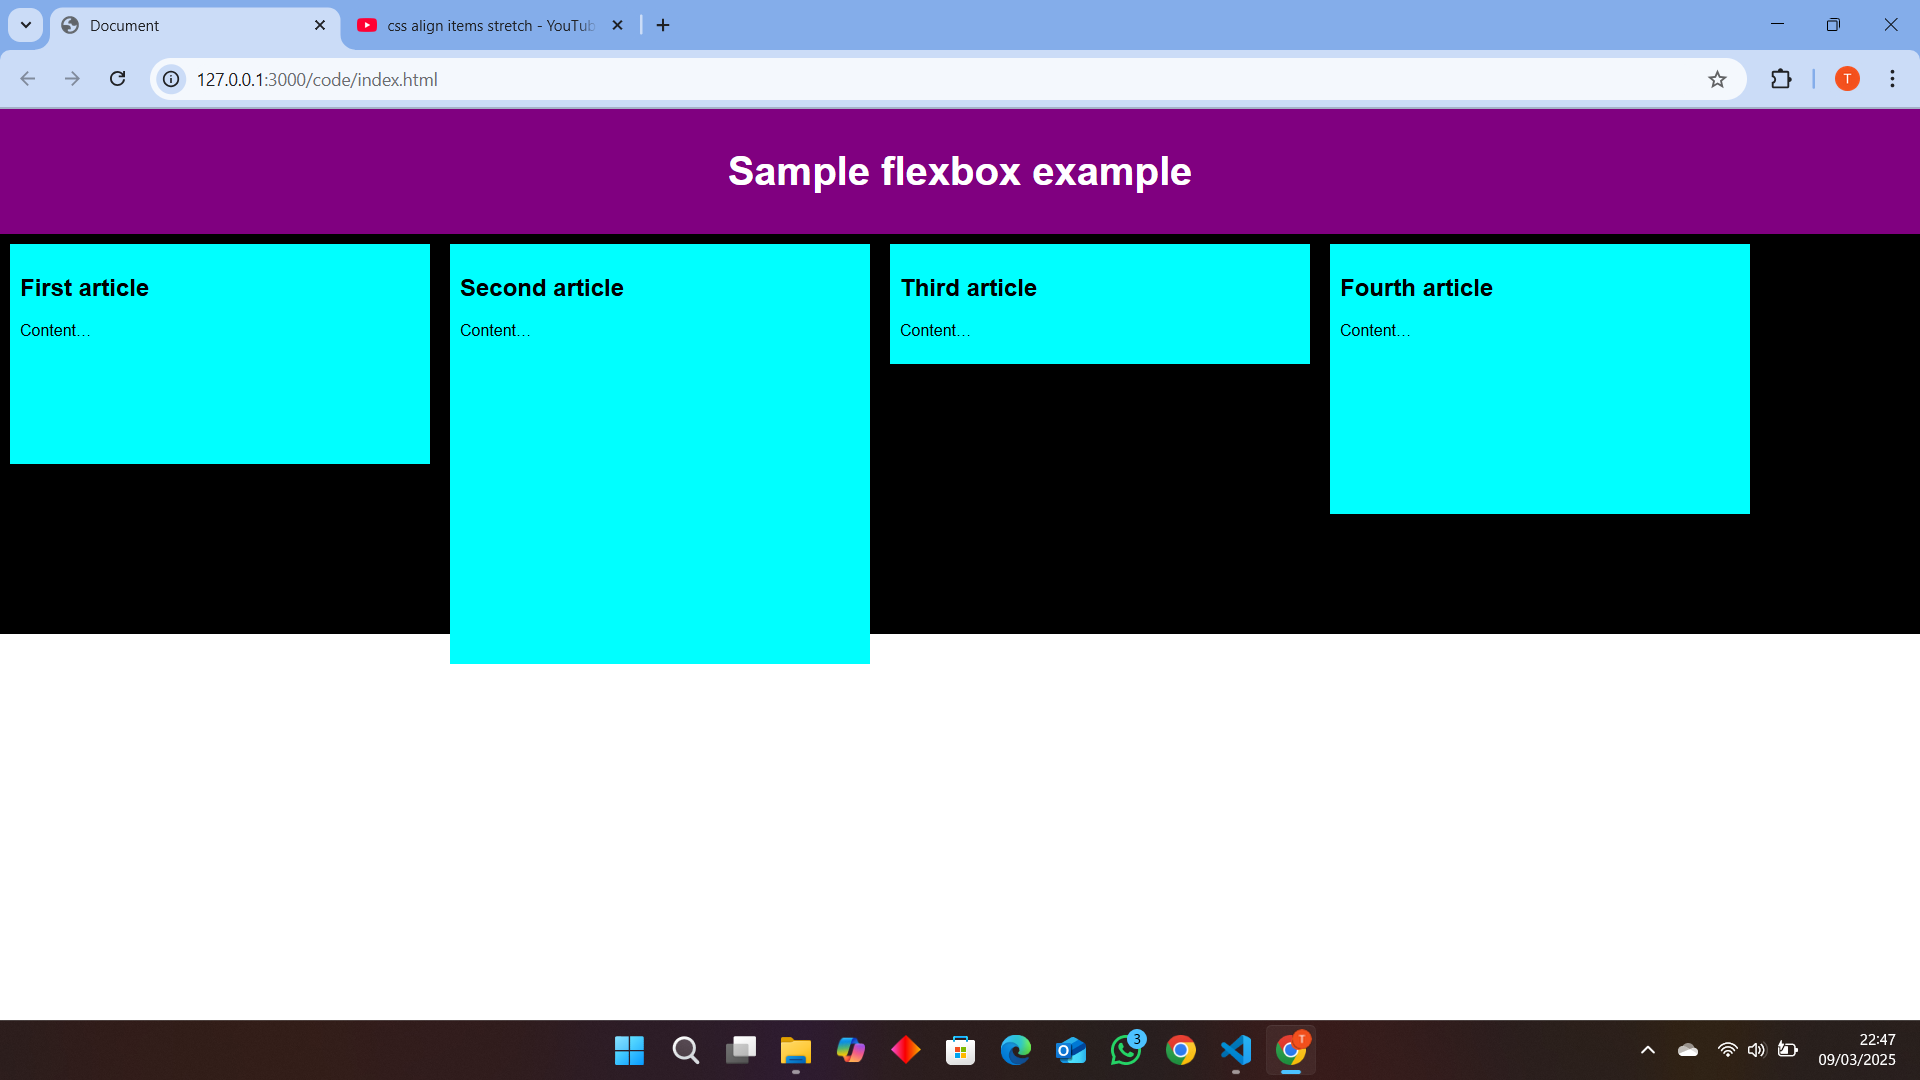 Document
css align items stretch - YouTub
127.0.0.1:3000/code/index.html
T
Sample flexbox example
First article
Content…
Second article
Content…
Third article
Content…
Fourth article
Content…
3
T
22:47
09/03/2025